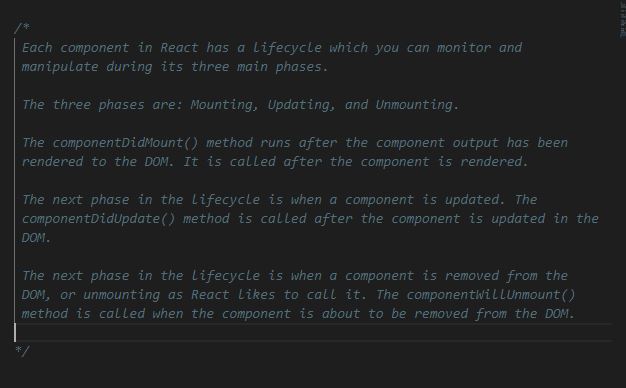 /*
Each component in React has a lifecycle which you can monitor and
manipulate during its three main phases.
The three phases are: Mounting, Updating, and Unmounting.
The componentDidMount() method runs after the component output has been
rendered to the DOM. It is called after the component is rendered.
The next phase in the lifecycle is when a component is updated. The
componentDidUpdate() method is called after the component is updated in the
DOM.
The next phase in the lifecycle is when a component is removed from the
DOM, or unmounting as React likes to call it. The componentWillUnmount()
method is called when the component is about to be removed from the DOM.
*/